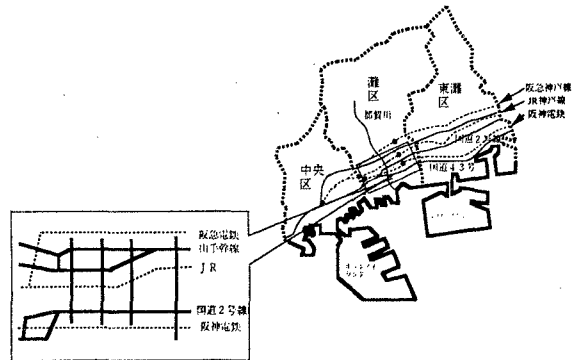 灘
区
東灘
区
都賀川
中央
区
阪急神戸線
JR神戸線
阪神電鉄
国道2号線
国道43号
阪急電鉄
山手幹線
JR
国道2号線
阪神電鉄